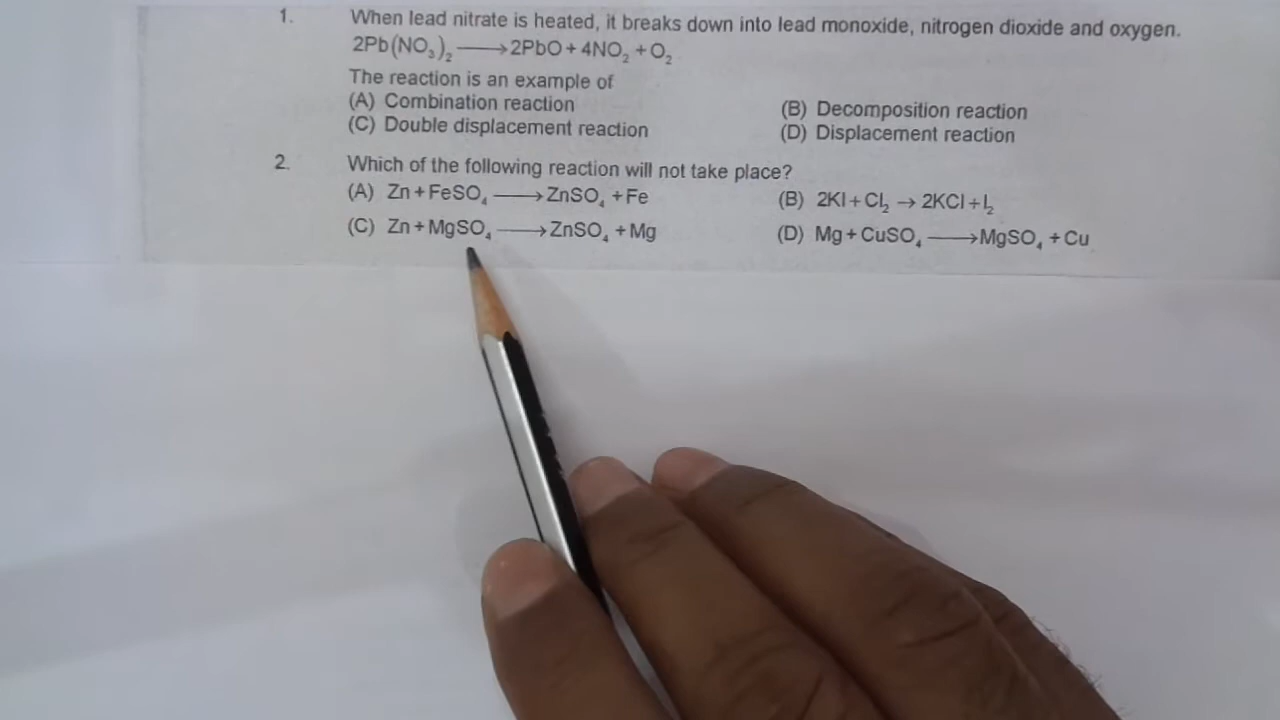 1. When lead nitrate is heated, it breaks down into lead monoxide, nitrogen dioxide and oxygen.
2Pb(NO₃)₂ ⟶ 2PbO + 4NO₂ + O₂
The reaction is an example of
(A) Combination reaction (B) Decomposition reaction
(C) Double displacement reaction (D) Displacement reaction
2. Which of the following reaction will not take place?
(A) Zn + FeSO₄ ⟶ ZnSO₄ + Fe (B) 2KI + Cl₂ → 2KCl + I₂
(C) Zn + MgSO₄ ⟶ ZnSO₄ + Mg (D) Mg + CuSO₄ ⟶ MgSO₄ + Cu